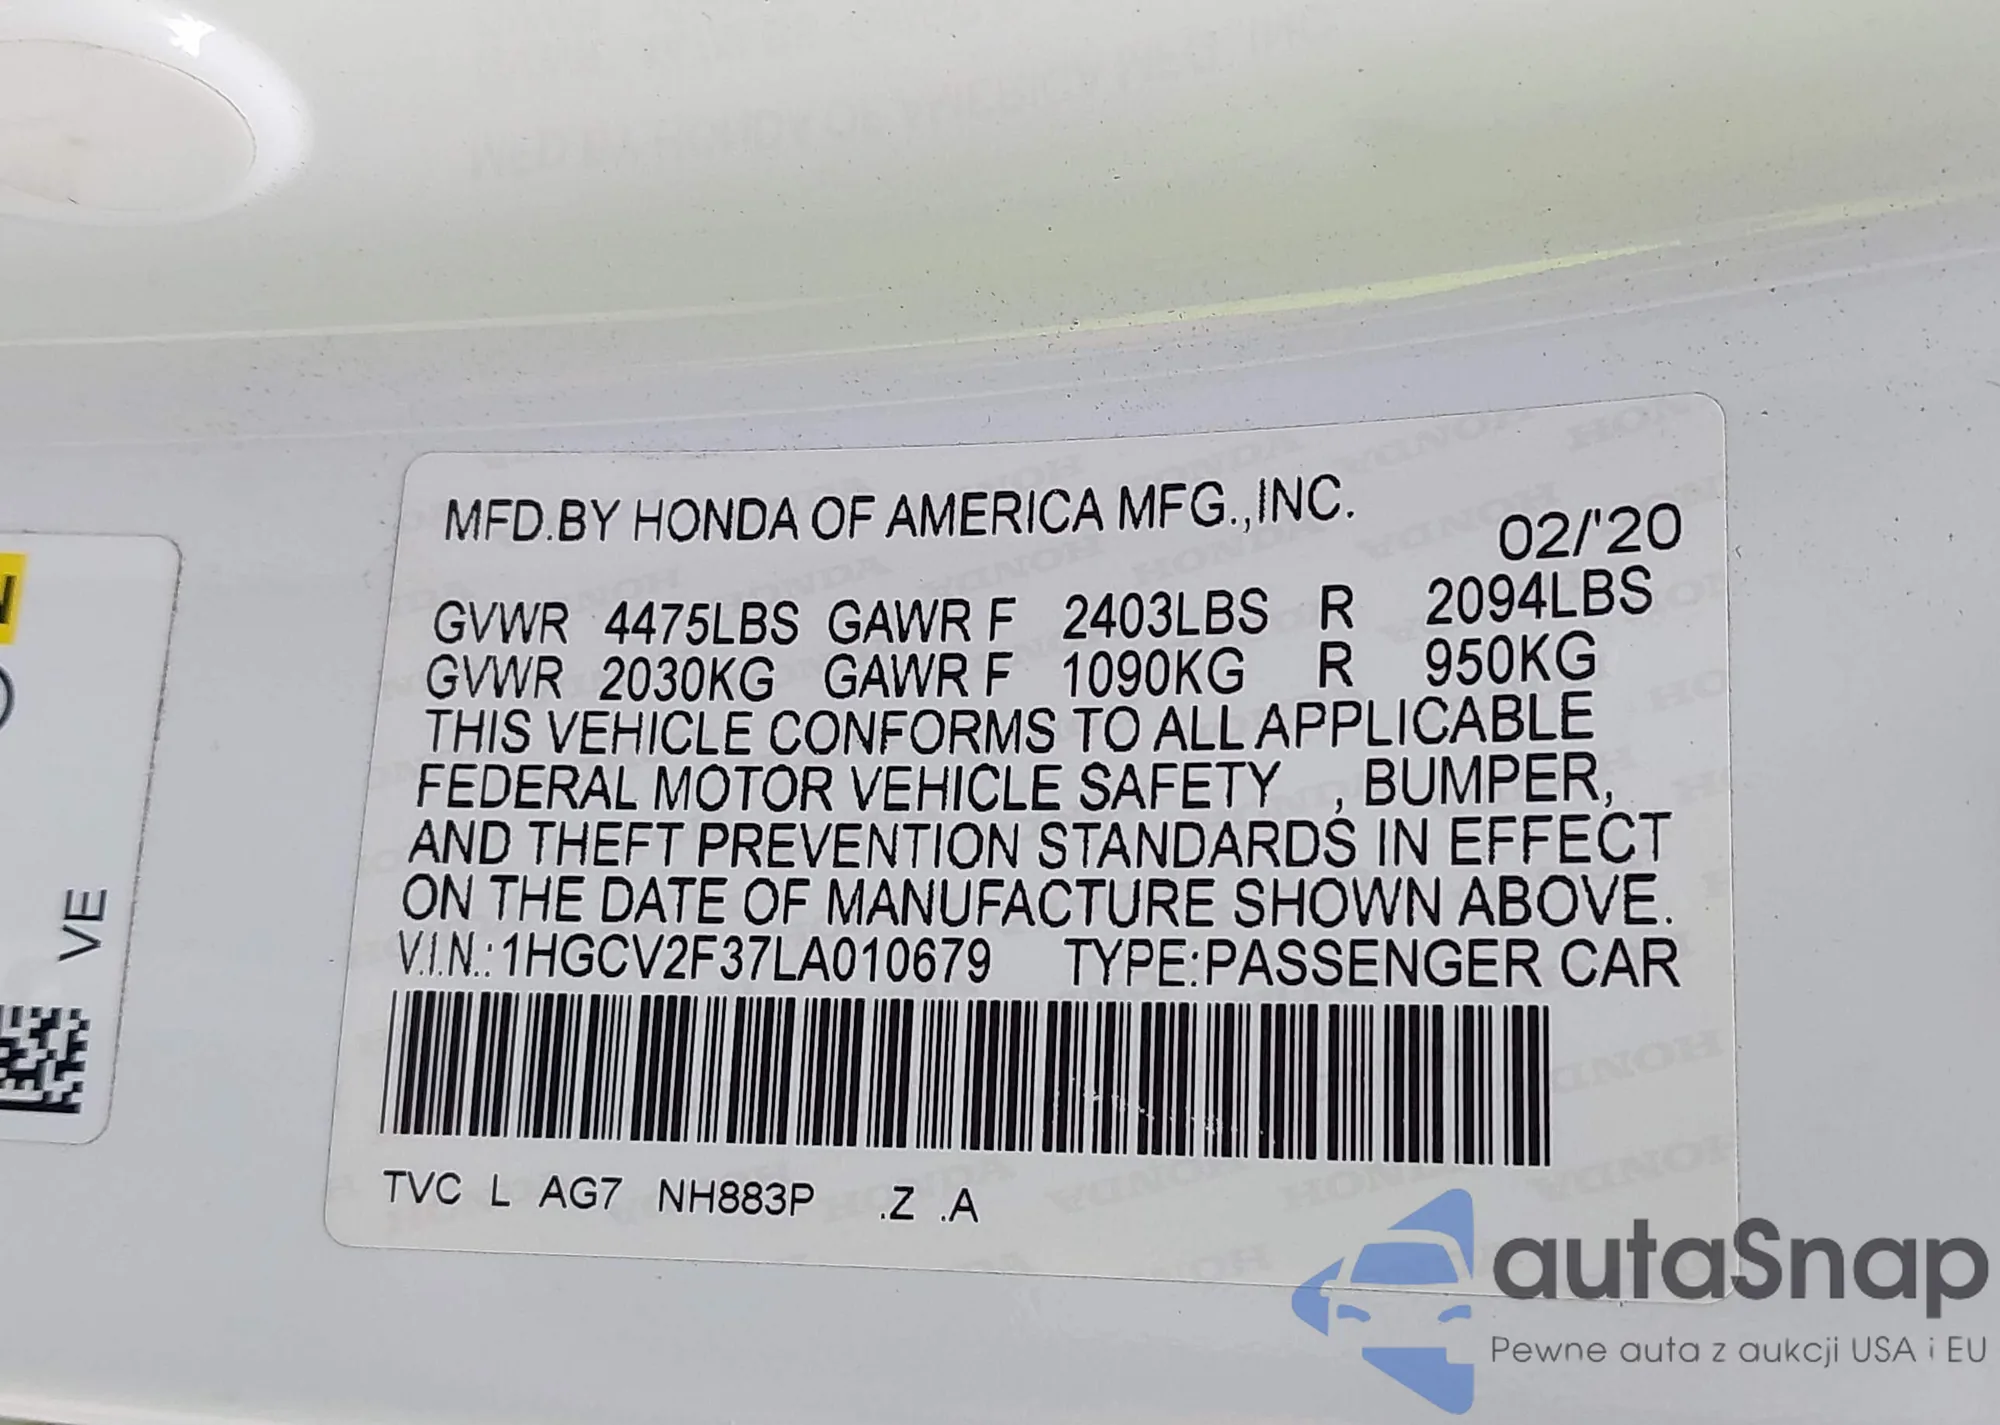 MFD.BY HONDA OF AMERICA MFG.,INC.
02/'20
GVWR 4475LBS GAWR F 2403LBS R 2094LBS
GVWR 2030KG GAWR F 1090KG R 950KG
THIS VEHICLE CONFORMS TO ALL APPLICABLE
FEDERAL MOTOR VEHICLE SAFETY , BUMPER,
AND THEFT PREVENTION STANDARDS IN EFFECT
ON THE DATE OF MANUFACTURE SHOWN ABOVE.
V.I.N.:1HGCV2F37LA010679 TYPE:PASSENGER CAR
TVC L AG7 NH883P .Z .A
VE
autaSnap
Pewne auta z aukcji USA i EU